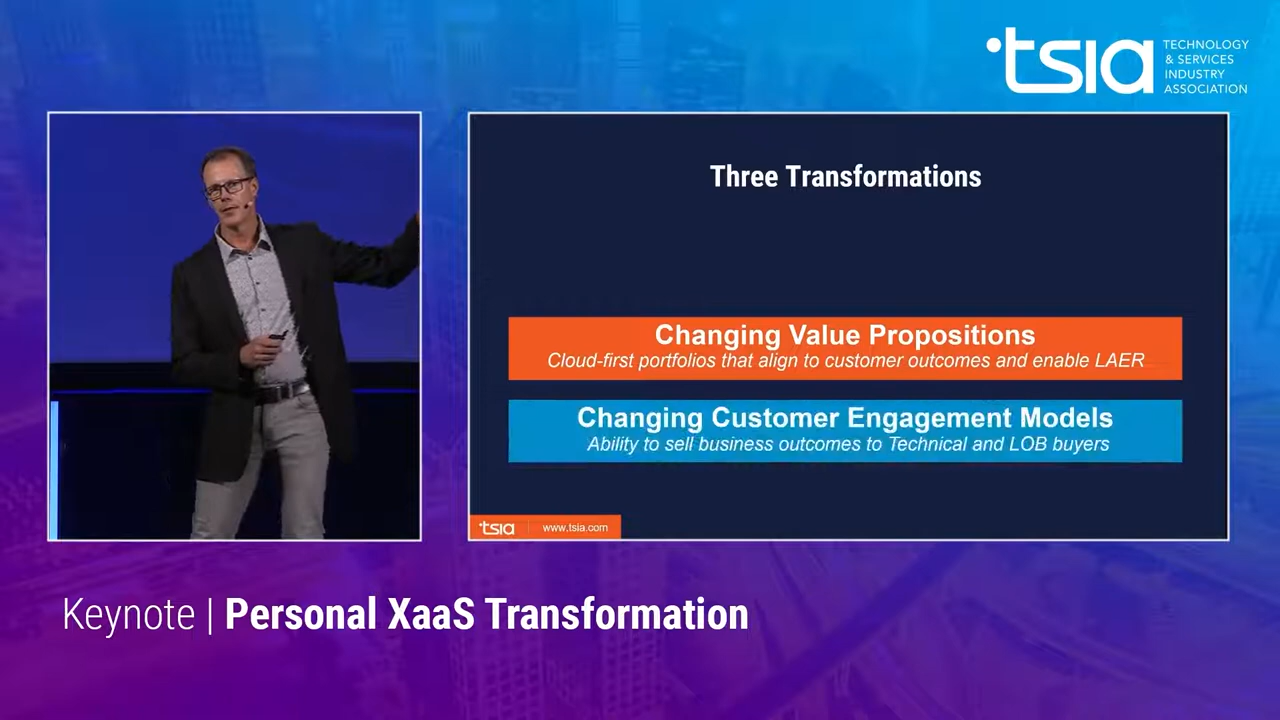 tsia
TECHNOLOGY
& SERVICES
INDUSTRY
ASSOCIATION
Three Transformations
Changing Value Propositions
Cloud-first portfolios that align to customer outcomes and enable LAER
Changing Customer Engagement Models
Ability to sell business outcomes to Technical and LOB buyers
tsia | www.tsia.com
Keynote | Personal XaaS Transformation